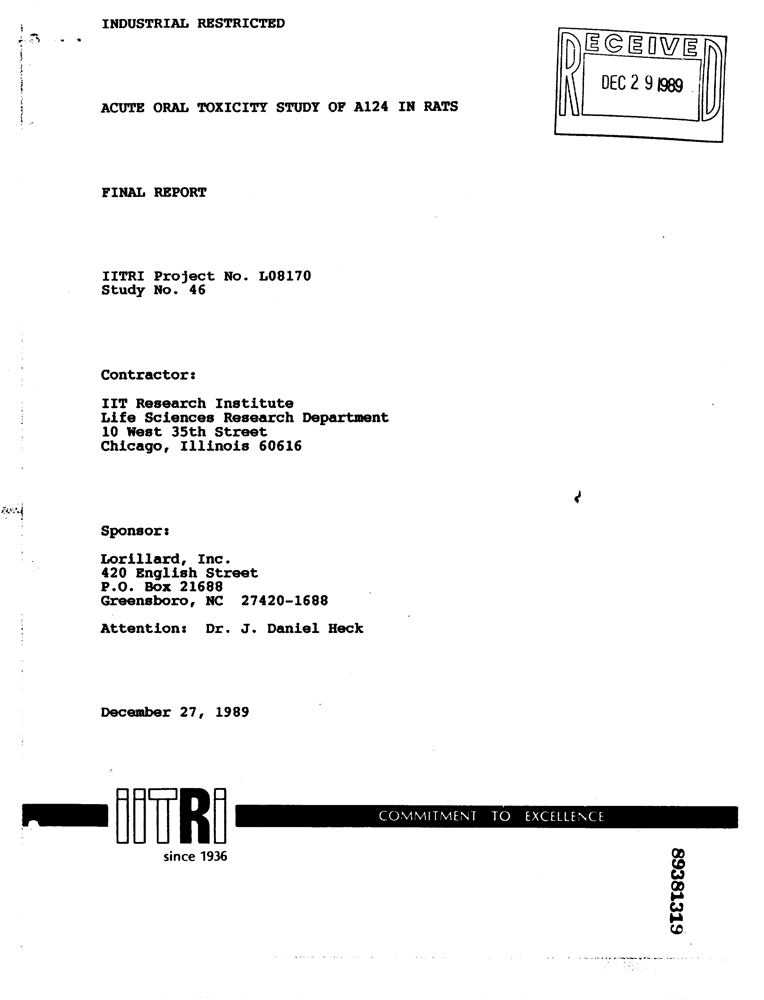 INDUSTRIAL RESTRICTED
RECEIVED
DEC 29 1989
ACUTE ORAL TOXICITY STUDY OF A124 IN RATS
FINAL REPORT
IITRI Project No. L08170
Study No. 46
Contractor:
IIT Research Institute
Life Sciences Research Department
10 West 35th Street
Chicago, Illinois 60616
Sponsor:
Lorillard, Inc.
420 English Street
P.O. Box 21688
Greensboro, NC 27420-1688
Attention: Dr. J. Daniel Heck
December 27, 1989
IITRI
COMMITMENT TO EXCELLENCE
since 1936
89381319